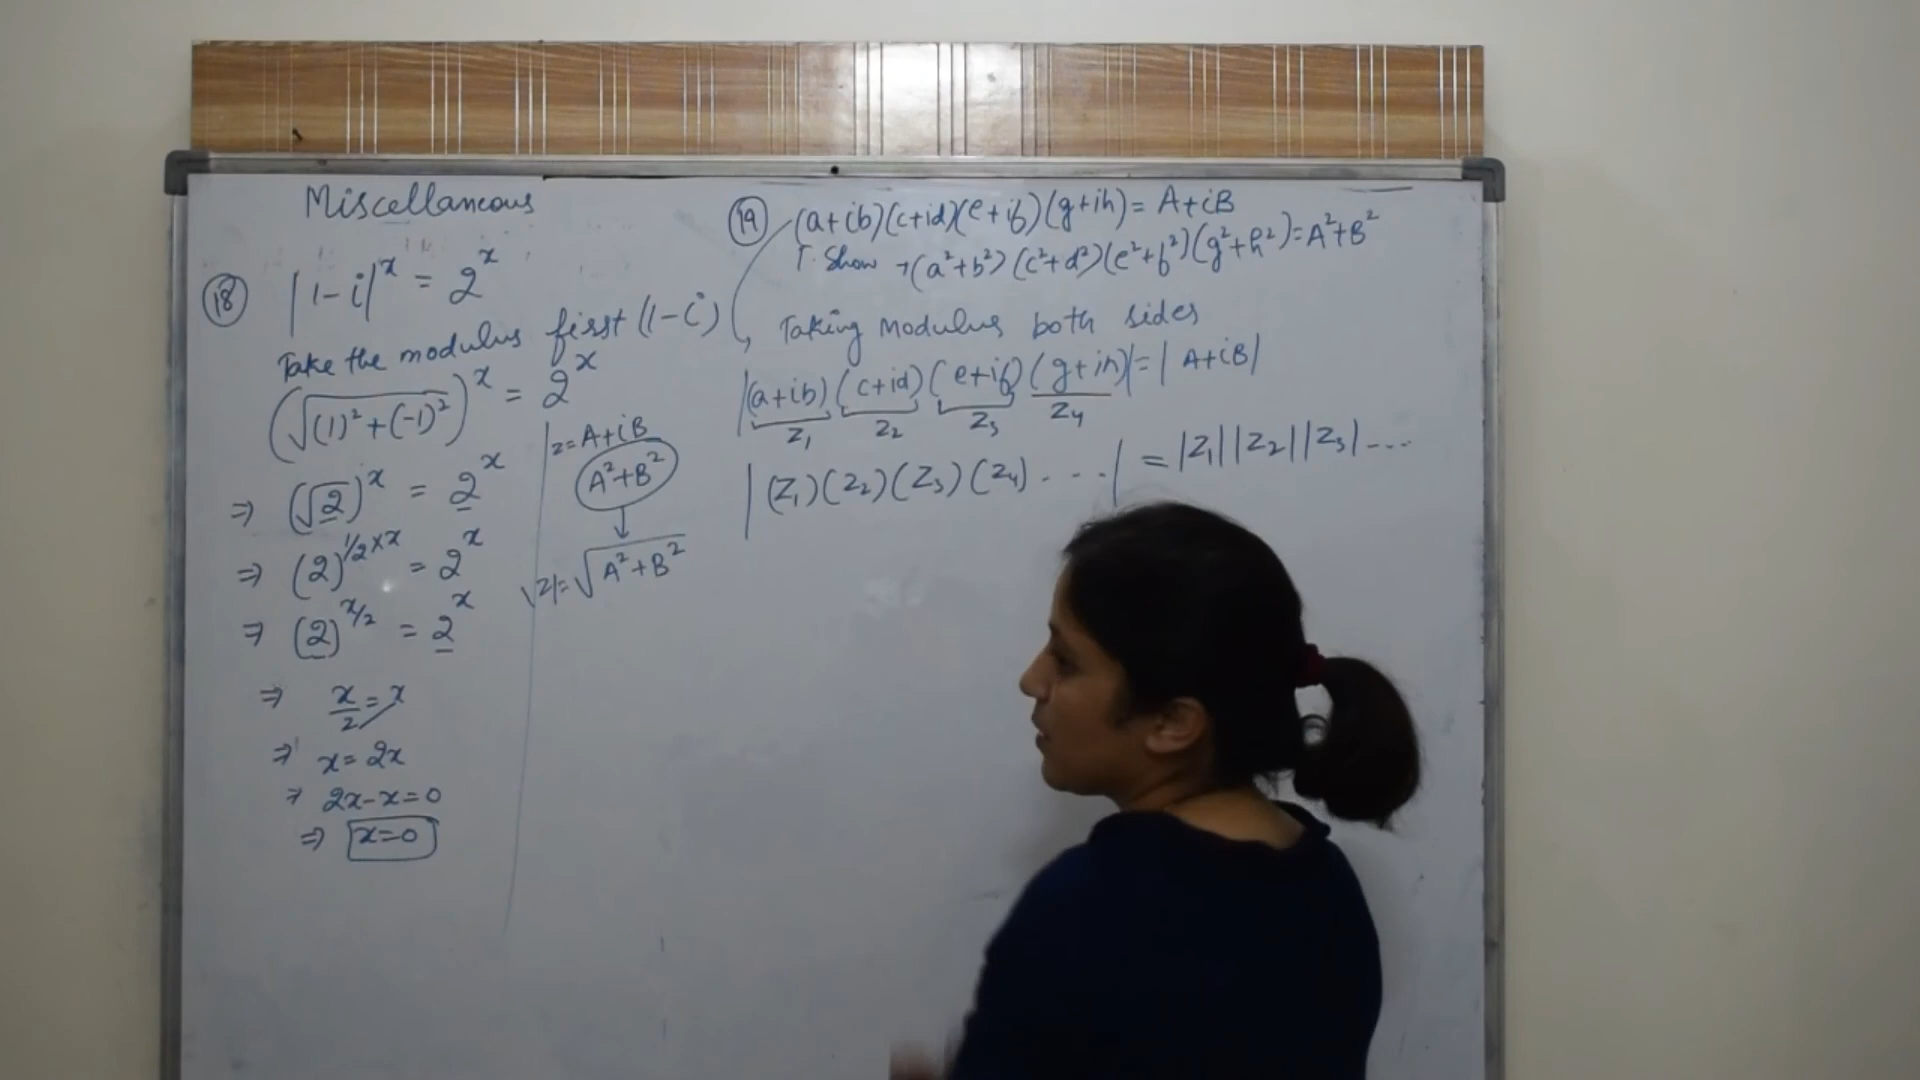 Miscellaneous
(18) |1-i|^x = 2^x
Take the modulus first (1-i)
(√((1)²+(-1)²))^x = 2^x
⇒ (√2)^x = 2^x
⇒ (2)^{1/2 × x} = 2^x
⇒ (2)^{x/2} = 2^x
⇒ x/2 = x
⇒ x=2x
⇒ 2x-x=0
⇒ x=0
z=A+iB
A²+B²
↓
|z|=√(A²+B²)
(19) (a+ib)(c+id)(e+if)(g+ih)=A+iB
T. Show → (a²+b²)(c²+d²)(e²+f²)(g²+h²)=A²+B²
Taking Modulus both sides
|(a+ib)(c+id)(e+if)(g+ih)|=|A+iB|
z₁ z₂ z₃ z₄
|(z₁)(z₂)(z₃)(z₄)....| = |z₁||z₂||z₃|---